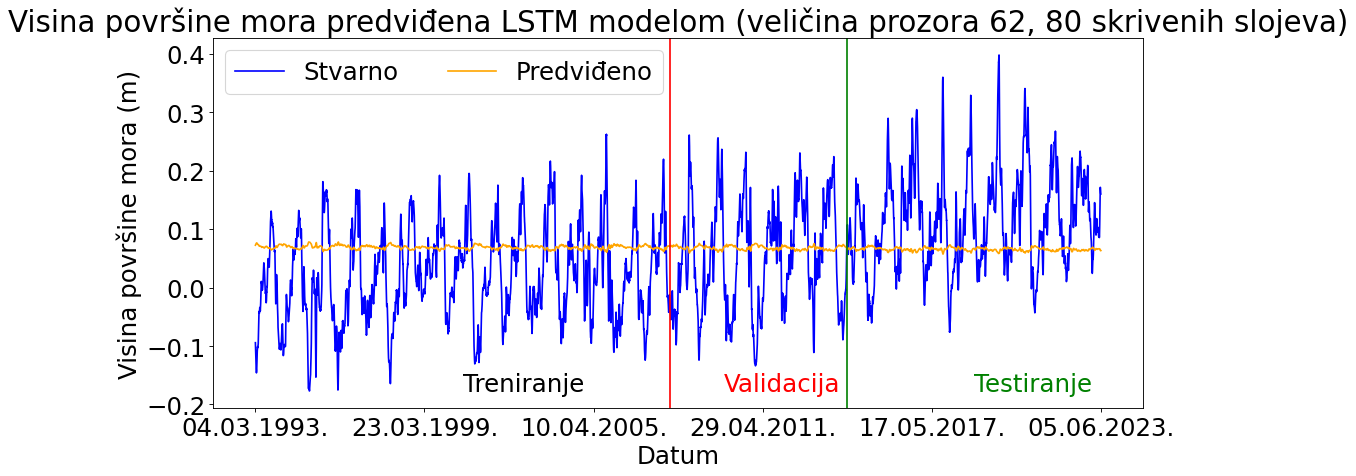 Visina površine mora predviđena LSTM modelom (veličina prozora 62, 80 skrivenih slojeva)
Stvarno
Predviđeno
Visina površine mora (m)
0.4
0.3
0.2
0.1
0.0
−0.1
−0.2
Treniranje
Validacija
Testiranje
04.03.1993.
23.03.1999.
10.04.2005.
29.04.2011.
17.05.2017.
05.06.2023.
Datum